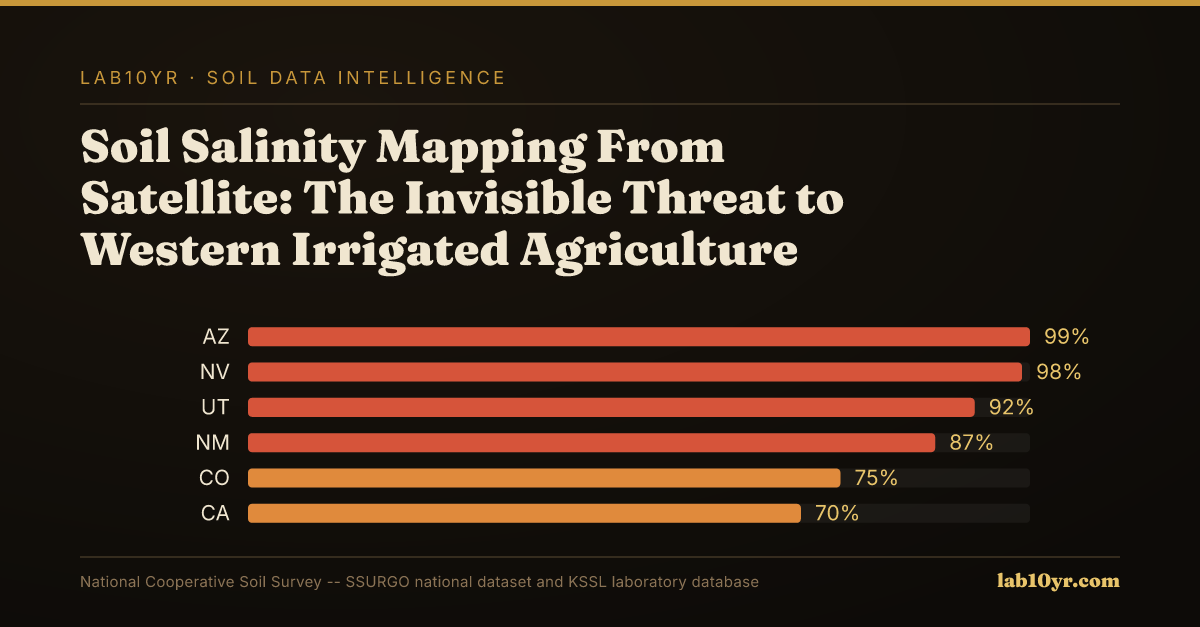 LAB10YR · SOIL DATA INTELLIGENCE
Soil Salinity Mapping From
Satellite: The Invisible Threat to
Western Irrigated Agriculture
AZ 99%
NV 98%
UT 92%
NM 87%
CO 75%
CA 70%
National Cooperative Soil Survey -- SSURGO national dataset and KSSL laboratory database
lab10yr.com